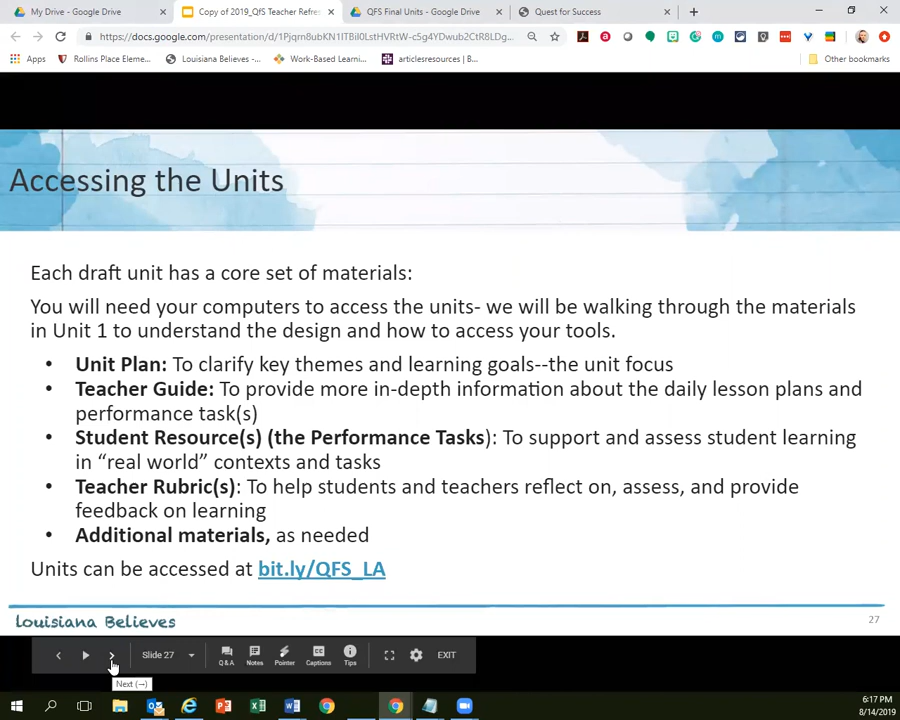 My Drive - Google Drive
Copy of 2019_QfS Teacher Refres
QFS Final Units - Google Drive
Quest for Success
https://docs.google.com/presentation/d/1Pjqrn8ubKN1ITBil0LstHVRtW-c5g4YDwub2CtR8LDg...
Apps
Rollins Place Eleme...
Louisiana Believes -...
Work-Based Learni...
articlesresources | B...
Other bookmarks
Accessing the Units
Each draft unit has a core set of materials:
You will need your computers to access the units- we will be walking through the materials
in Unit 1 to understand the design and how to access your tools.
• Unit Plan: To clarify key themes and learning goals--the unit focus
• Teacher Guide: To provide more in-depth information about the daily lesson plans and
performance task(s)
• Student Resource(s) (the Performance Tasks): To support and assess student learning
in “real world” contexts and tasks
• Teacher Rubric(s): To help students and teachers reflect on, assess, and provide
feedback on learning
• Additional materials, as needed
Units can be accessed at bit.ly/QFS_LA
Louisiana Believes
27
Slide 27
Q & A
Notes
Pointer
Captions
Tips
EXIT
Next (→)
6:17 PM
8/14/2019